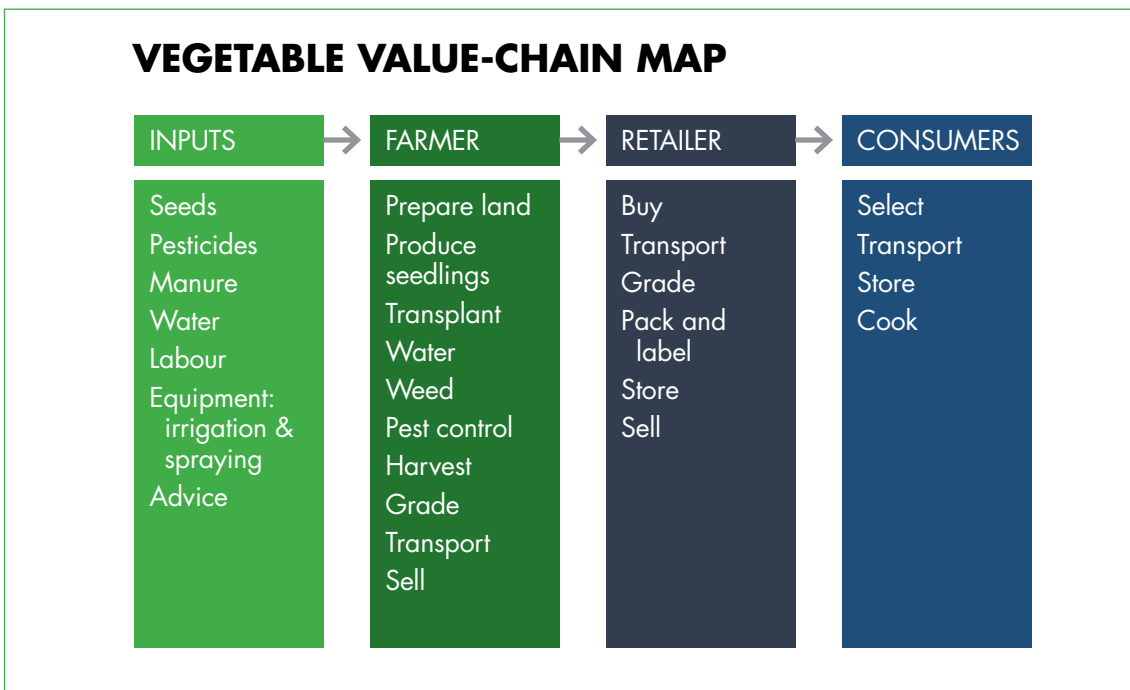 VEGETABLE VALUE-CHAIN MAP
INPUTS
Seeds
Pesticides
Manure
Water
Labour
Equipment:
irrigation &
spraying
Advice
FARMER
Prepare land
Produce
seedlings
Transplant
Water
Weed
Pest control
Harvest
Grade
Transport
Sell
RETAILER
Buy
Transport
Grade
Pack and
label
Store
Sell
CONSUMERS
Select
Transport
Store
Cook